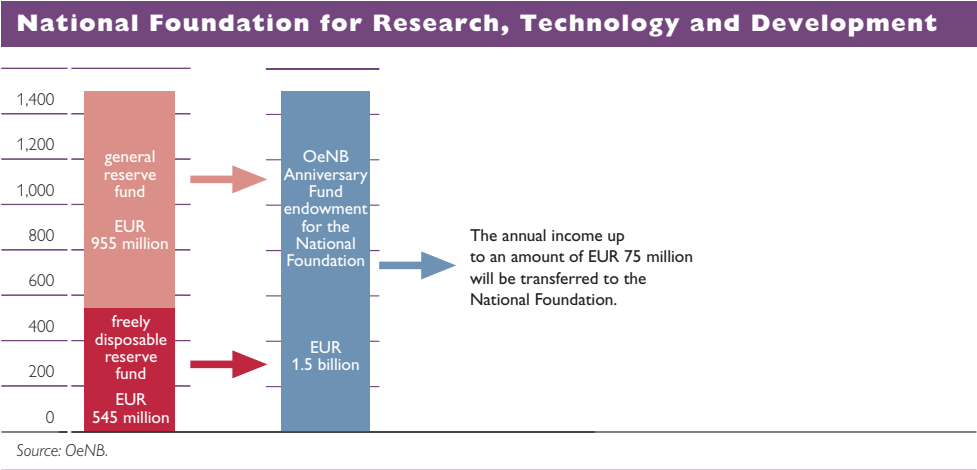 National Foundation for Research, Technology and Development
1,400
1,200
1,000
800
600
400
200
0
general
reserve
fund
EUR
955 million
freely
disposable
reserve
fund
EUR
545 million
OeNB
Anniversary
Fund
endowment
for the
National
Foundation
EUR
1.5 billion
The annual income up
to an amount of EUR 75 million
will be transferred to the
National Foundation.
Source: OeNB.